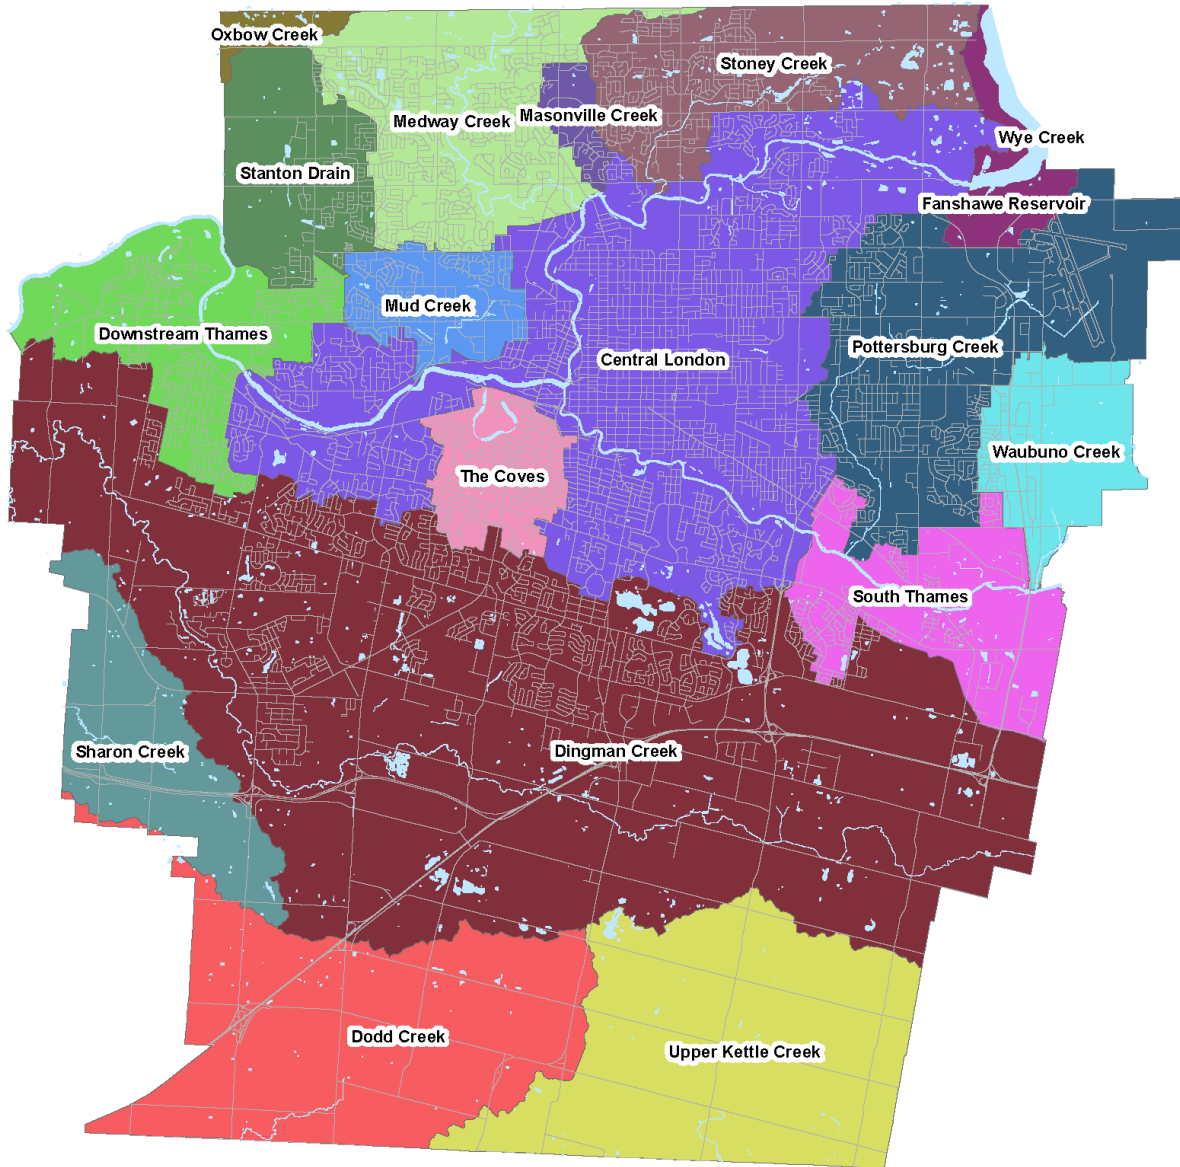 Oxbow Creek
Stoney Creek
Medway Creek
Masonville Creek
Wye Creek
Stanton Drain
Fanshawe Reservoir
Mud Creek
Downstream Thames
Central London
Pottersburg Creek
Waubuno Creek
The Coves
South Thames
Sharon Creek
Dingman Creek
Dodd Creek
Upper Kettle Creek